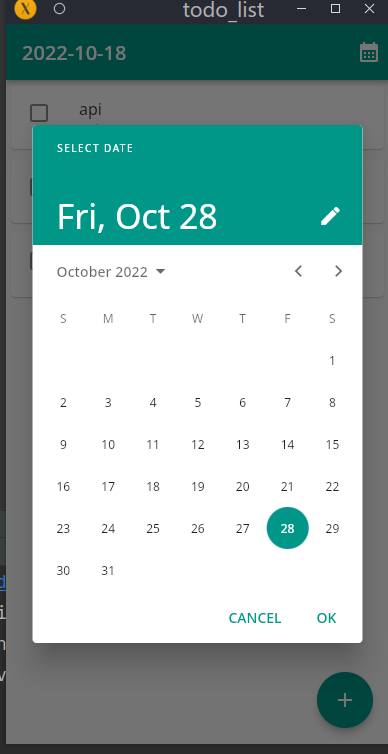 X
todo_list
2022-10-18
api
SELECT DATE
Fri, Oct 28
October 2022
S M T W T F S
1
2 3 4 5 6 7 8
9 10 11 12 13 14 15
16 17 18 19 20 21 22
23 24 25 26 27 28 29
30 31
CANCEL OK